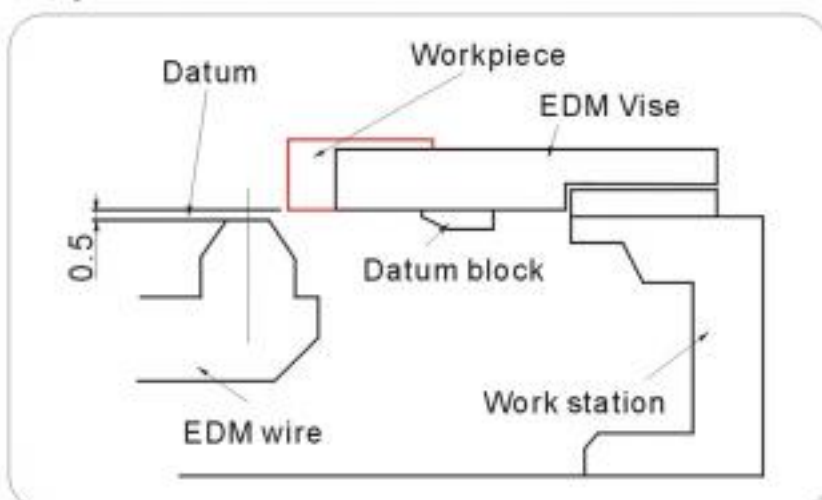 Workpiece
Datum
EDM Vise
0.5
Datum block
Work station
EDM wire